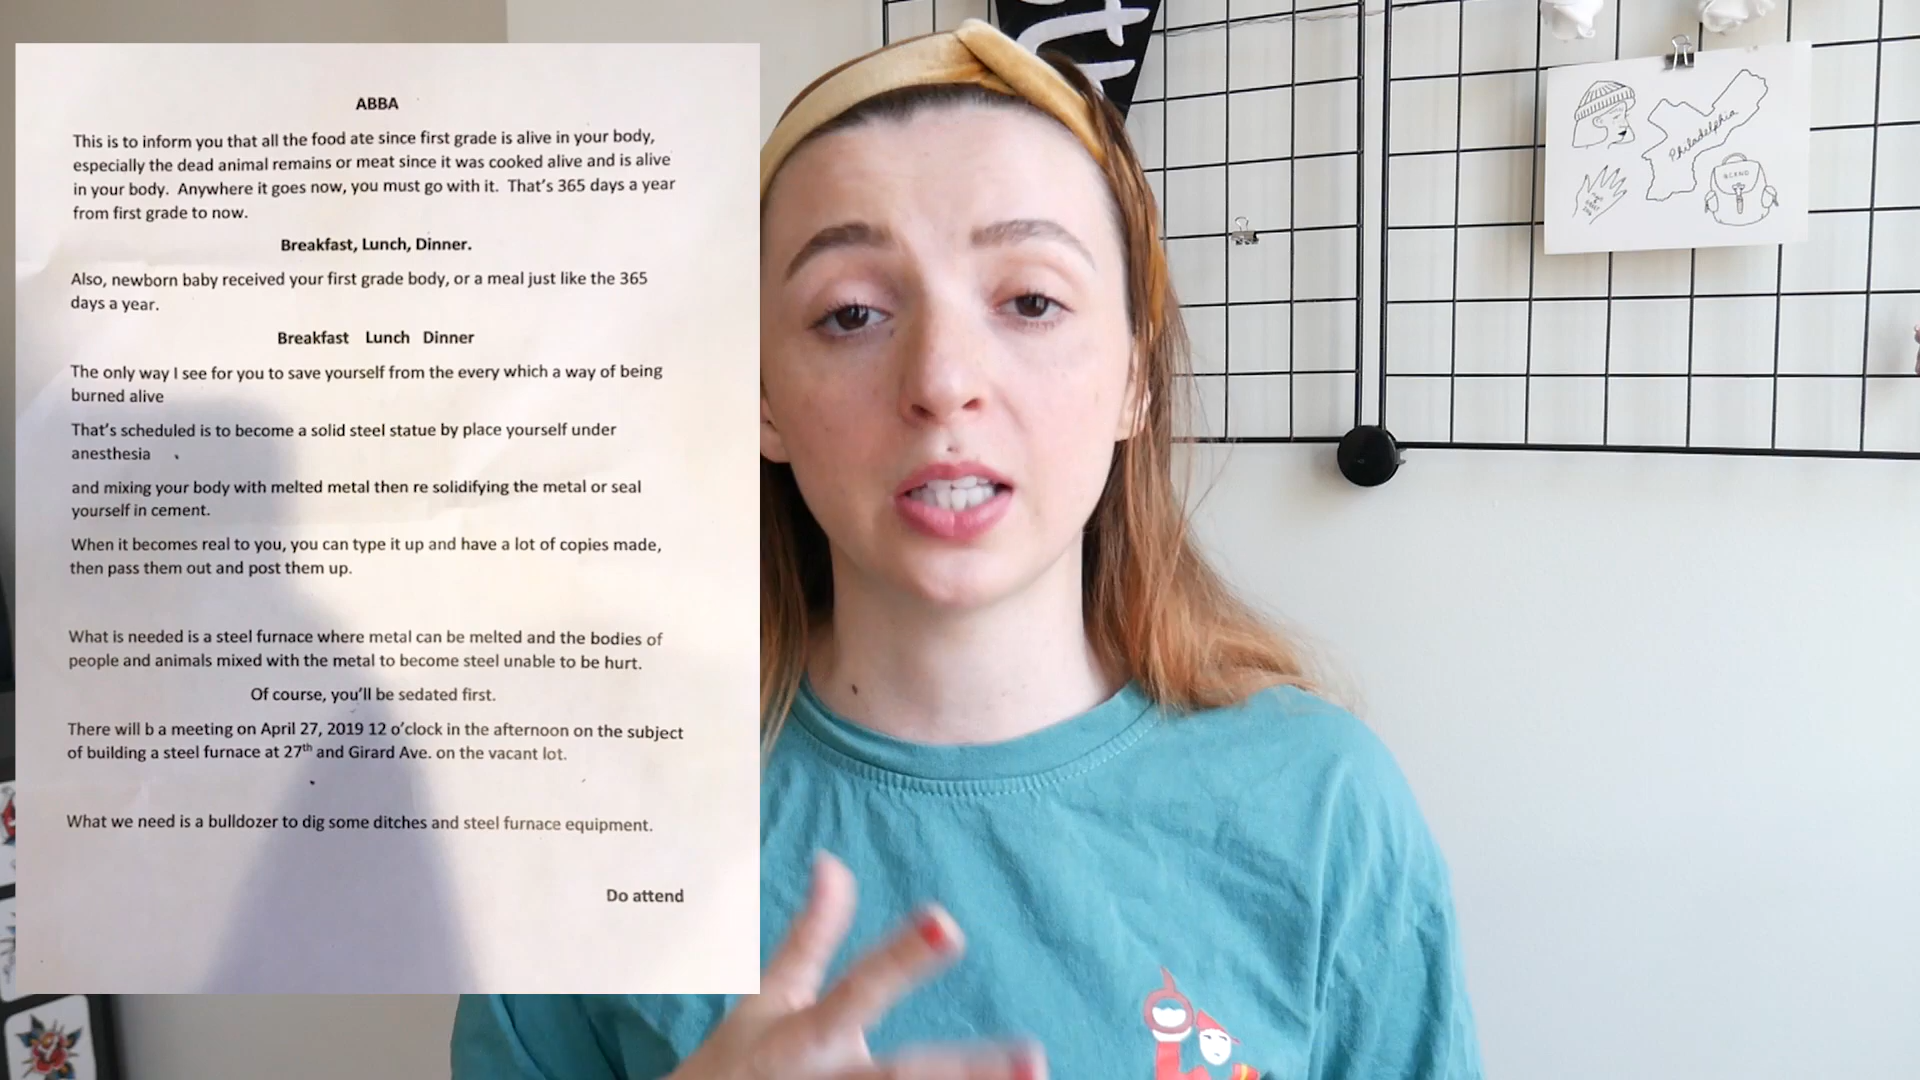 ABBA
This is to inform you that all the food ate since first grade is alive in your body,
especially the dead animal remains or meat since it was cooked alive and is alive
in your body. Anywhere it goes now, you must go with it. That's 365 days a year
from first grade to now.
Breakfast, Lunch, Dinner.
Also, newborn baby received your first grade body, or a meal just like the 365
days a year.
Breakfast Lunch Dinner
The only way I see for you to save yourself from the every which a way of being
burned alive
That's scheduled is to become a solid steel statue by place yourself under
anesthesia
and mixing your body with melted metal then re solidifying the metal or seal
yourself in cement.
When it becomes real to you, you can type it up and have a lot of copies made,
then pass them out and post them up.
What is needed is a steel furnace where metal can be melted and the bodies of
people and animals mixed with the metal to become steel unable to be hurt.
Of course, you'll be sedated first.
There will b a meeting on April 27, 2019 12 o'clock in the afternoon on the subject
of building a steel furnace at 27th and Girard Ave. on the vacant lot.
What we need is a bulldozer to dig some ditches and steel furnace equipment.
Do attend
Philadelphia